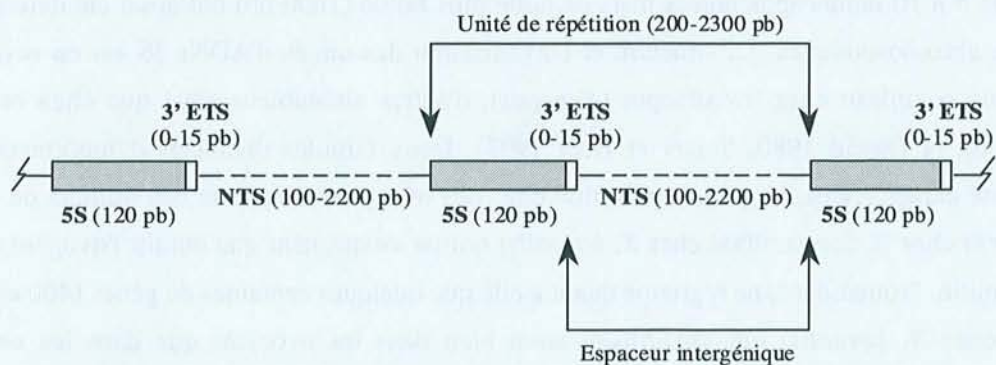 Unité de répétition (200-2300 pb)
3' ETS
(0-15 pb)
3' ETS
(0-15 pb)
3' ETS
(0-15 pb)
NTS (100-2200 pb)
NTS (100-2200 pb)
5S (120 pb)
5S (120 pb)
5S (120 pb)
Espaceur intergénique